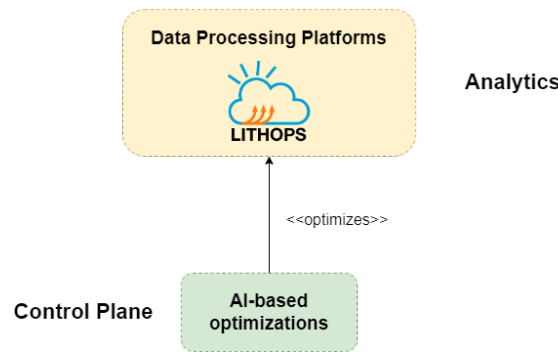 Data Processing Platforms
Analytics
LITHOPS
<<optimizes>>
Control Plane
AI-based
optimizations